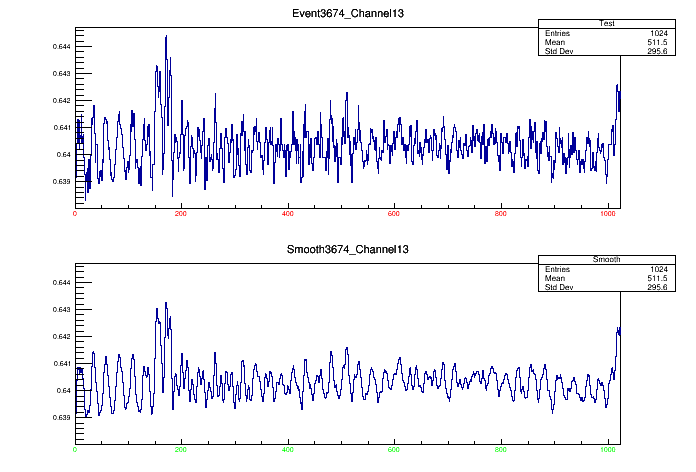 Event3674_Channel13
Test
Entries 1024
Mean 511.5
Std Dev 295.6
0.644
0.643
0.642
0.641
0.64
0.639
0 200 400 600 800 1000
Smooth3674_Channel13
Smooth
Entries 1024
Mean 511.5
Std Dev 295.6
0.644
0.643
0.642
0.641
0.64
0.639
0 200 400 600 800 1000